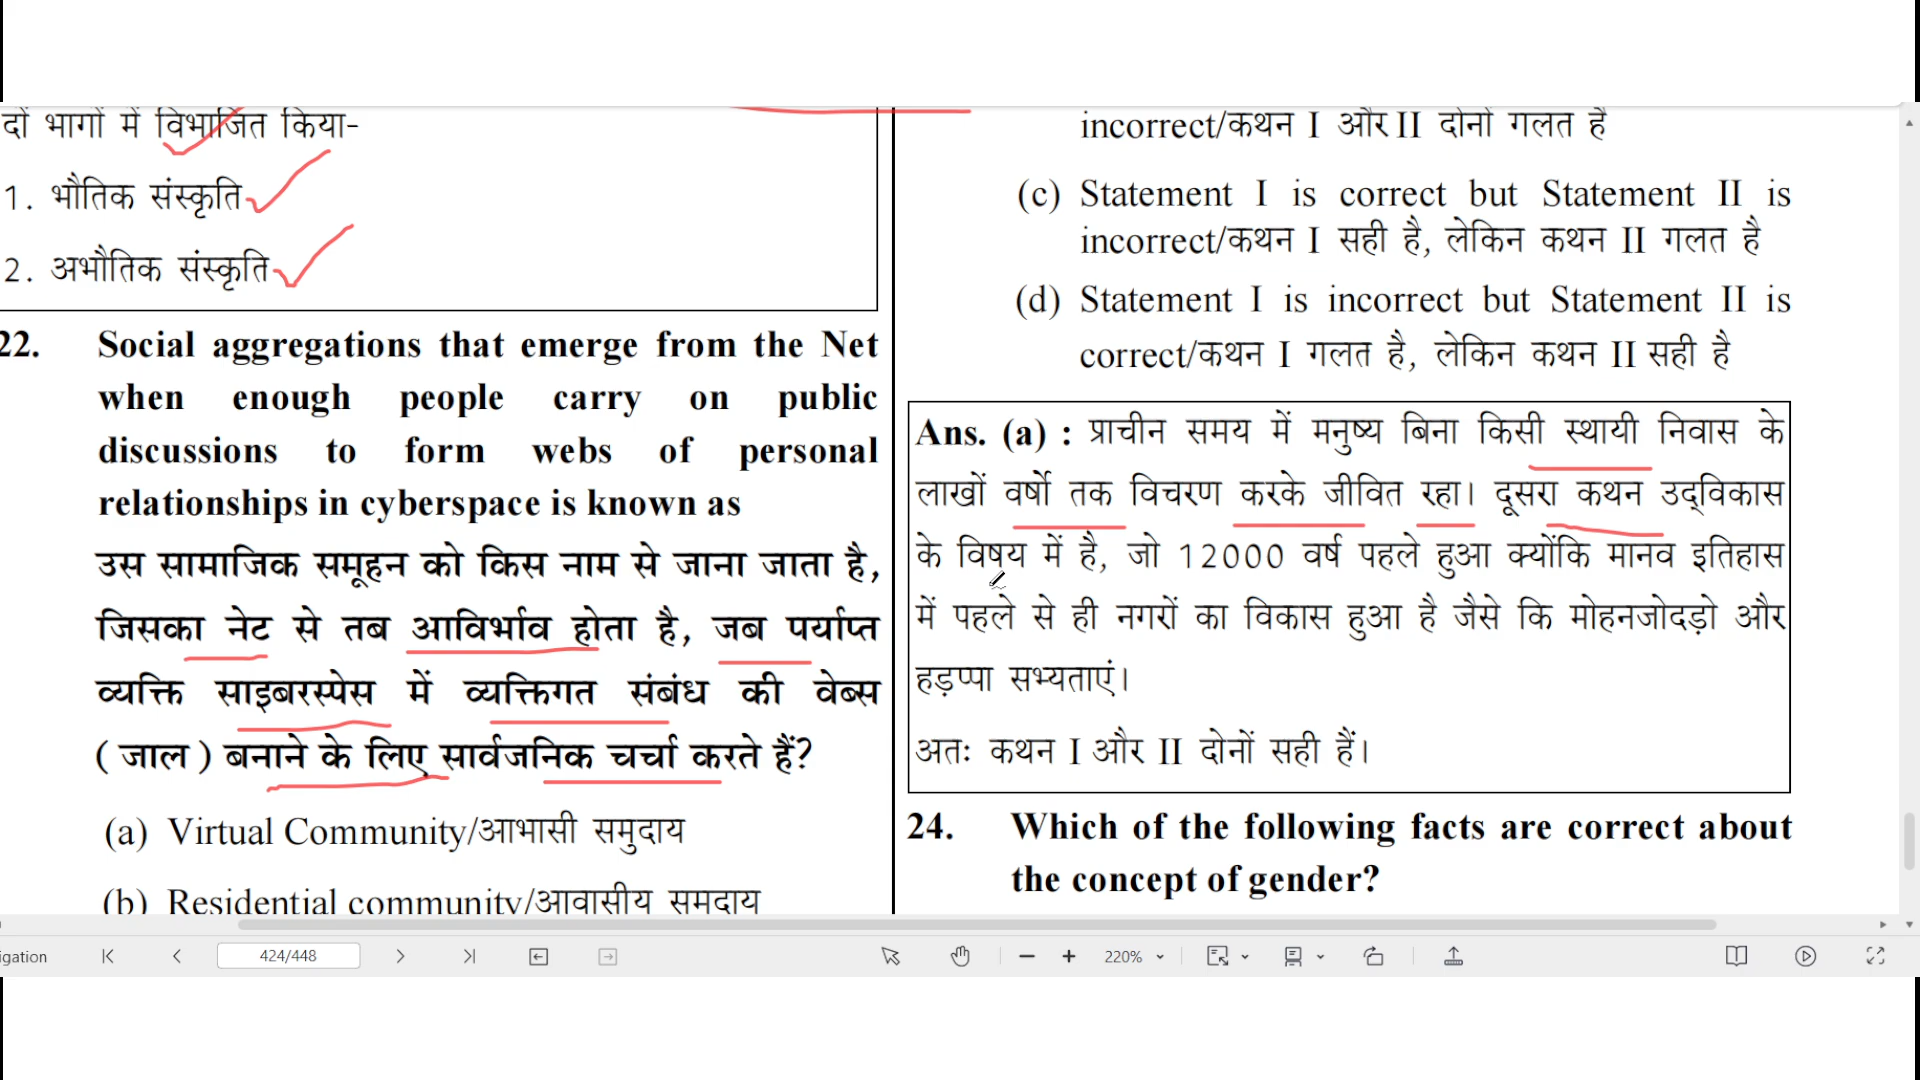 दो भागों में विभाजित किया-
1. भौतिक संस्कृति
2. अभौतिक संस्कृति
22. Social aggregations that emerge from the Net
when enough people carry on public
discussions to form webs of personal
relationships in cyberspace is known as
उस सामाजिक समूहन को किस नाम से जाना जाता है,
जिसका नेट से तब आविर्भाव होता है, जब पर्याप्त
व्यक्ति साइबरस्पेस में व्यक्तिगत संबंध की वेब्स
(जाल) बनाने के लिए सार्वजनिक चर्चा करते हैं?
(a) Virtual Community/आभासी समुदाय
(b) Residential community/आवासीय समुदाय
incorrect/कथन I और II दोनों गलत है
(c) Statement I is correct but Statement II is
incorrect/कथन I सही है, लेकिन कथन II गलत है
(d) Statement I is incorrect but Statement II is
correct/कथन I गलत है, लेकिन कथन II सही है
Ans. (a) : प्राचीन समय में मनुष्य बिना किसी स्थायी निवास के
लाखों वर्षों तक विचरण करके जीवित रहा। दूसरा कथन उद्विकास
के विषय में है, जो 12000 वर्ष पहले हुआ क्योंकि मानव इतिहास
में पहले से ही नगरों का विकास हुआ है जैसे कि मोहनजोदड़ो और
हड़प्पा सभ्यताएं।
अतः कथन I और II दोनों सही हैं।
24. Which of the following facts are correct about
the concept of gender?
igation
424/448
220%